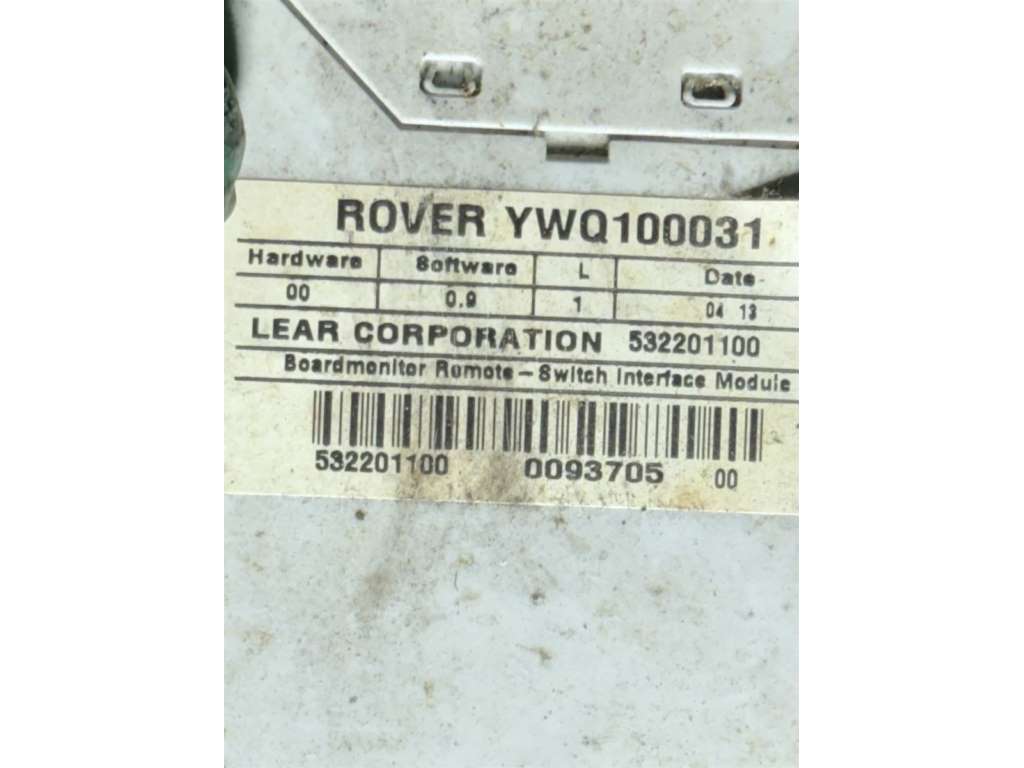 ROVER YWQ100031
Hardware Software L Date
00 0.9 1 04 13
LEAR CORPORATION 532201100
Boardmonitor Remote-Switch Interface Module
532201100 0093705 00